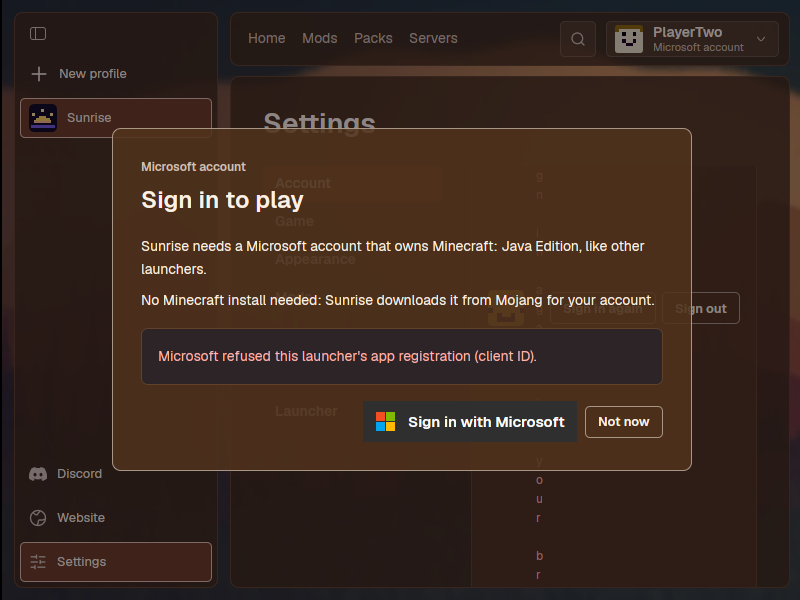 Home Mods Packs Servers
PlayerTwo
Microsoft account
New profile
Sunrise
Settings
Microsoft account
Sign in to play
Sunrise needs a Microsoft account that owns Minecraft: Java Edition, like other
launchers.
No Minecraft install needed: Sunrise downloads it from Mojang for your account.
Microsoft refused this launcher's app registration (client ID).
Sign in with Microsoft
Not now
Account
Game
Appearance
Launcher
Sign in again
Sign out
g
n
y
o
u
r
b
r
Discord
Website
Settings